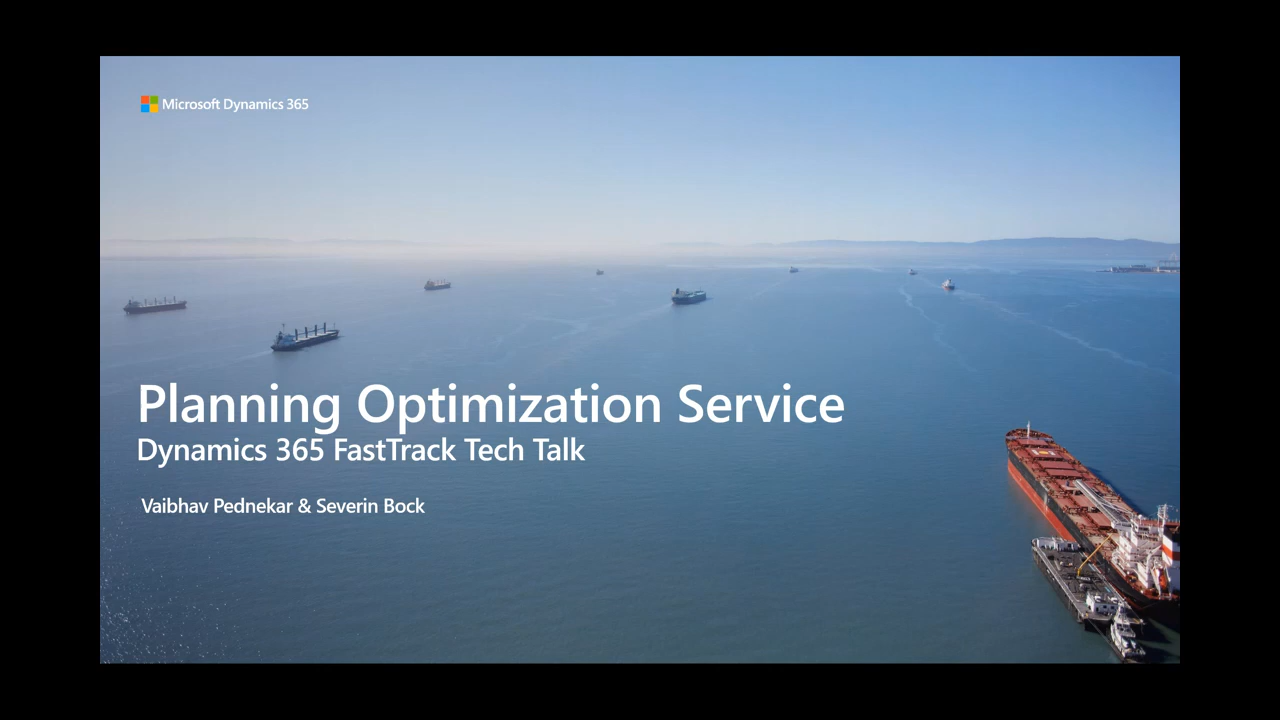 Microsoft Dynamics 365
Planning Optimization Service
Dynamics 365 FastTrack Tech Talk
Vaibhav Pednekar & Severin Bock